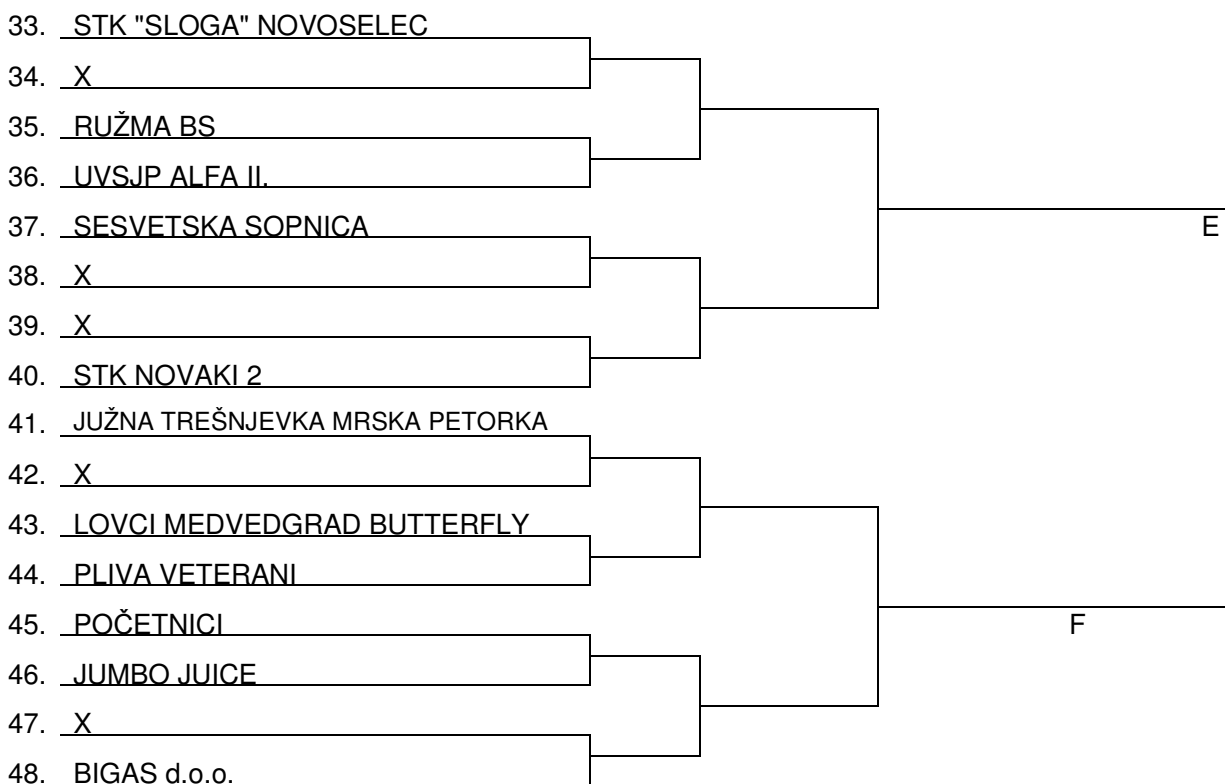 33. STK "SLOGA" NOVOSELEC
34. X
35. RUŽMA BS
36. UVSJP ALFA II.
37. SESVETSKA SOPNICA
E
38. X
39. X
40. STK NOVAKI 2
41. JUŽNA TREŠNJEVKA MRSKA PETORKA
42. X
43. LOVCI MEDVEDGRAD BUTTERFLY
44. PLIVA VETERANI
45. POČETNICI
F
46. JUMBO JUICE
47. X
48. BIGAS d.o.o.